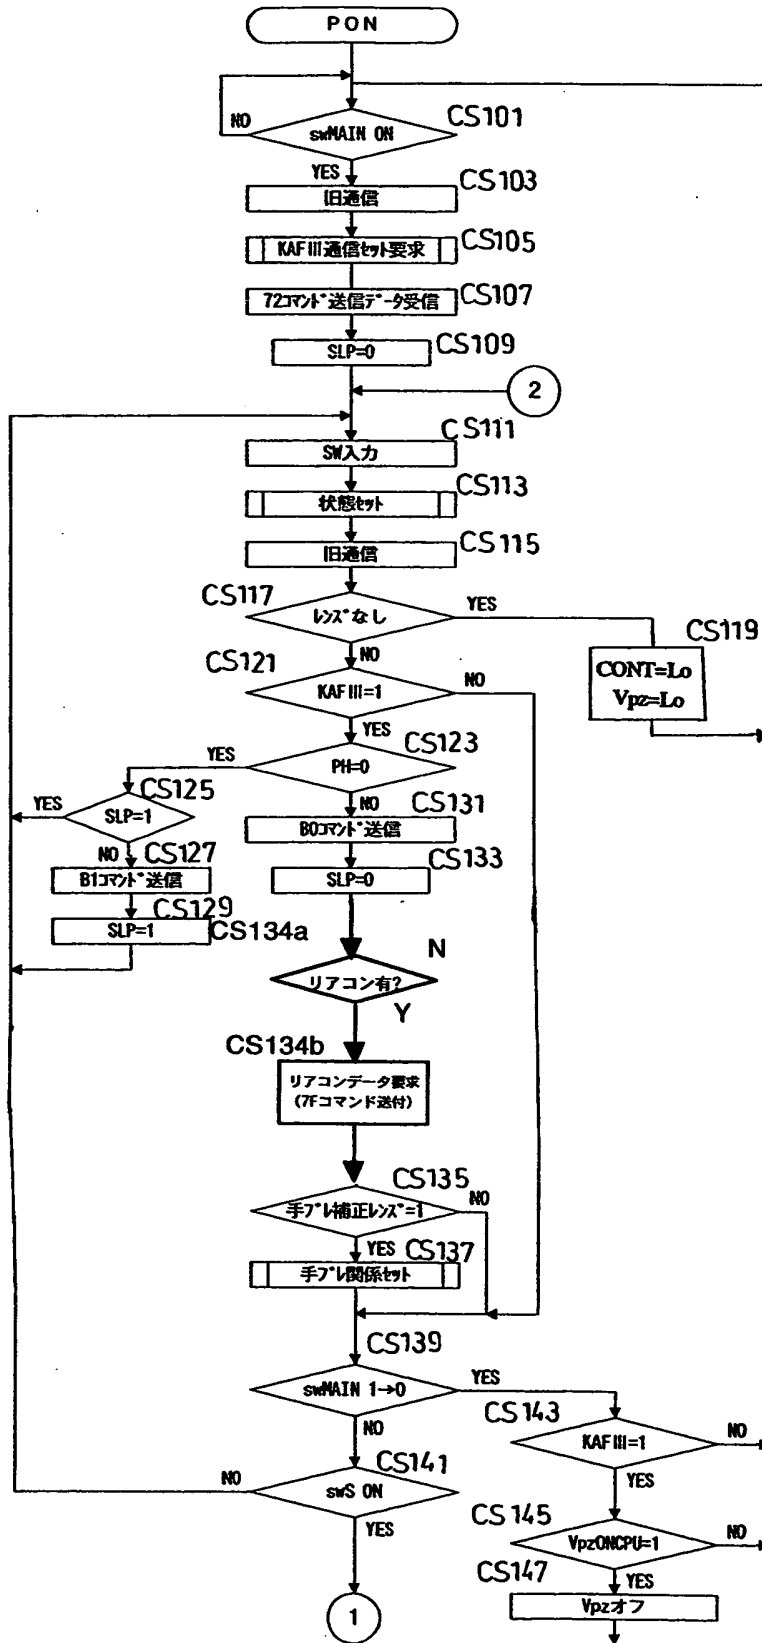 PON
CS101
swMAIN ON
NO
YES
CS103
旧通信
CS105
KAFIII通信セット要求
CS107
72コマンド送信データ受信
CS109
SLP=0
2
CS111
SW入力
CS113
状態セット
CS115
旧通信
CS117
レンズなし
YES
NO
CS119
CONT=Lo
Vpz=Lo
CS121
KAFIII=1
NO
YES
CS123
PH=0
YES
NO
CS125
SLP=1
YES
NO
CS127
B1コマンド送信
CS129
SLP=1
CS131
B0コマンド送信
CS133
SLP=0
CS134a
リアコン有?
N
Y
CS134b
リアコンデータ要求
(7Fコマンド送付)
CS135
手ブレ補正レンズ=1
NO
YES
CS137
手ブレ関係セット
CS139
swMAIN 1→0
YES
NO
CS141
swS ON
NO
YES
1
CS143
KAFIII=1
NO
YES
CS145
VpzONCPU=1
NO
YES
CS147
Vpzオフ